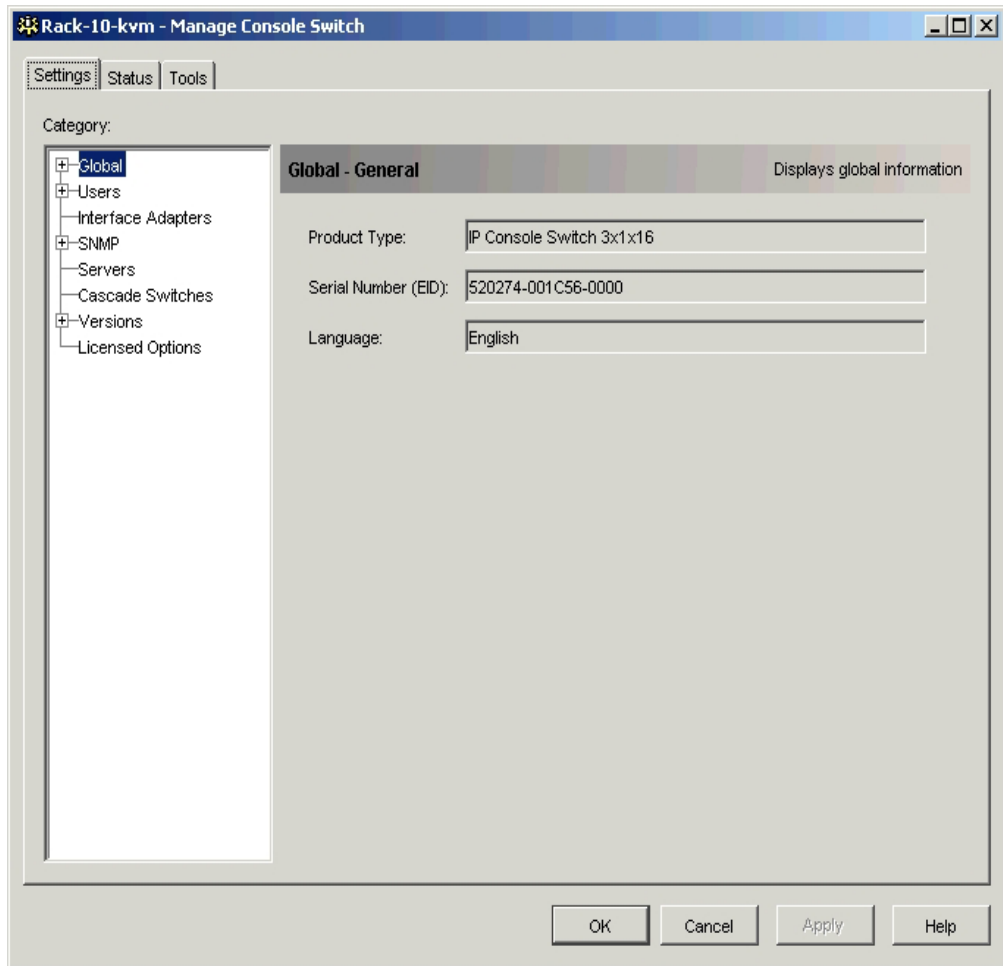 Rack-10-kvm - Manage Console Switch
Settings Status Tools
Category:
Global
Users
Interface Adapters
SNMP
Servers
Cascade Switches
Versions
Licensed Options
Global - General Displays global information
Product Type: IP Console Switch 3x1x16
Serial Number (EID): 520274-001C56-0000
Language: English
OK Cancel Apply Help